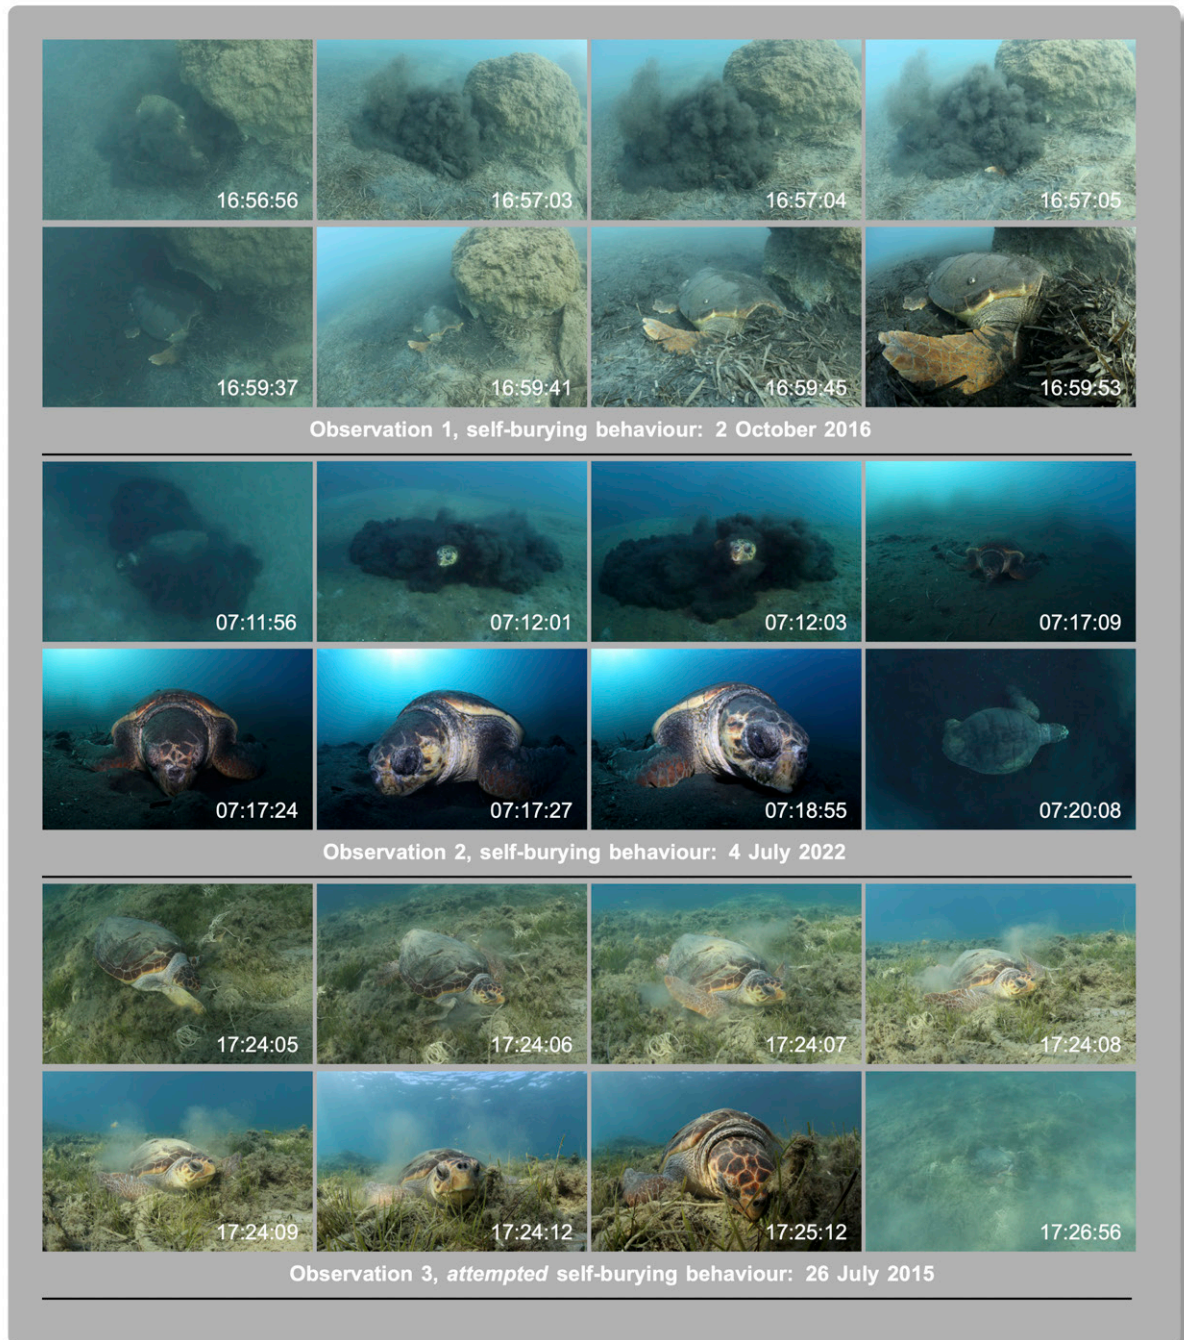 16:56:56 16:57:03 16:57:04 16:57:05
16:59:37 16:59:41 16:59:45 16:59:53
Observation 1, self-burying behaviour: 2 October 2016
07:11:56 07:12:01 07:12:03 07:17:09
07:17:24 07:17:27 07:18:55 07:20:08
Observation 2, self-burying behaviour: 4 July 2022
17:24:05 17:24:06 17:24:07 17:24:08
17:24:09 17:24:12 17:25:12 17:26:56
Observation 3, attempted self-burying behaviour: 26 July 2015